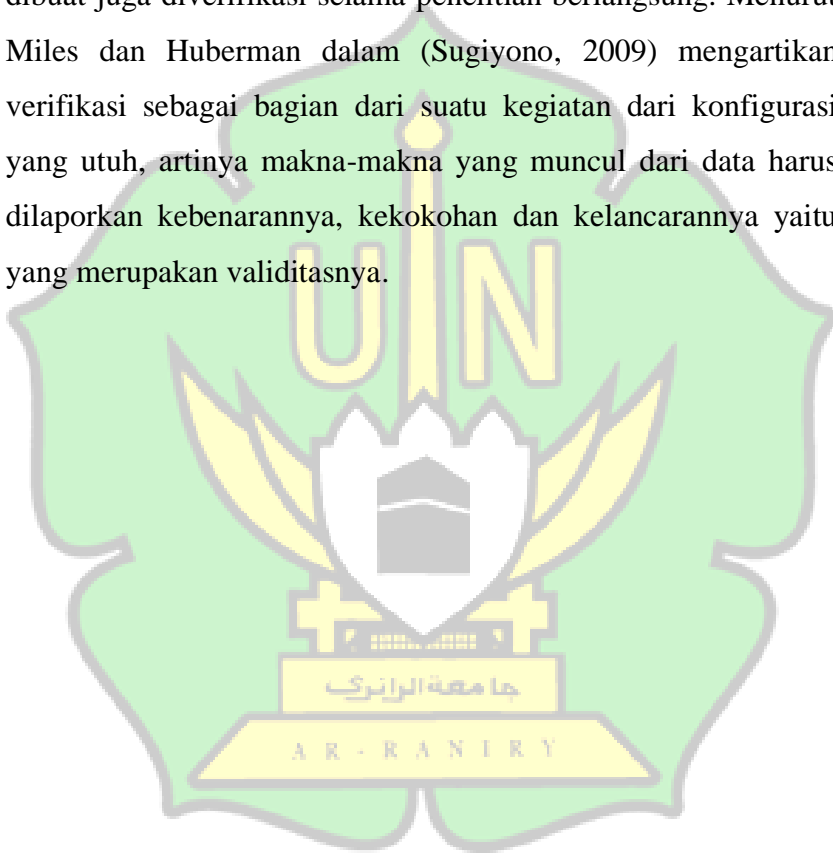 dibuat juga diverifikasi selama penelitian berlangsung. Menurut
Miles dan Huberman dalam (Sugiyono, 2009) mengartikan
verifikasi sebagai bagian dari suatu kegiatan dari konfigurasi
yang utuh, artinya makna-makna yang muncul dari data harus
dilaporkan kebenarannya, kekokohan dan kelancarannya yaitu
yang merupakan validitasnya.
UIN
جامعة الرانيري
AR-RANIRY